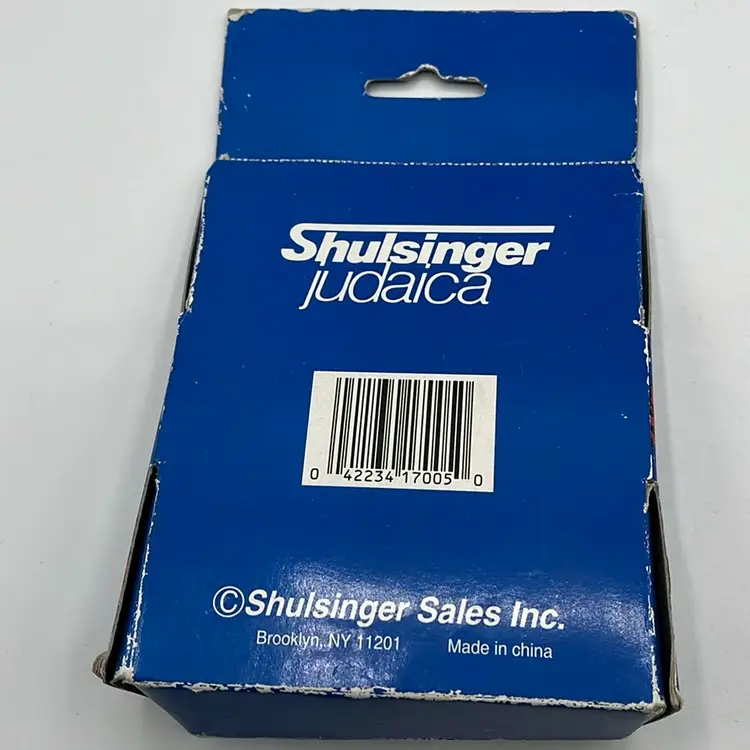 Shulsinger
judaica
0 42234 17005 0
©Shulsinger Sales Inc.
Brooklyn, NY 11201 Made in china